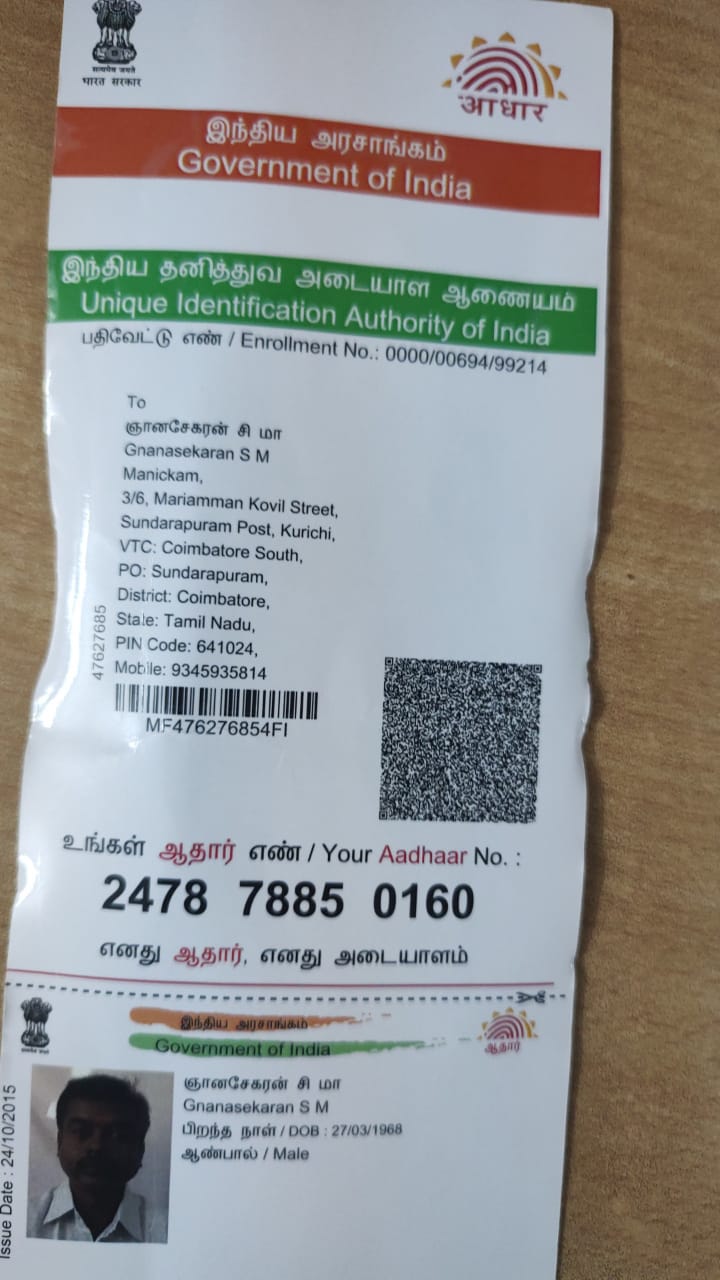 सत्यमेव जयते
भारत सरकार
आधार
இந்திய அரசாங்கம்
Government of India
இந்திய தனித்துவ அடையாள ஆணையம்
Unique Identification Authority of India
பதிவேட்டு எண் / Enrollment No.: 0000/00694/99214
To
ஞானசேகரன் சி மா
Gnanasekaran S M
Manickam,
3/6, Mariamman Kovil Street,
Sundarapuram Post, Kurichi,
VTC: Coimbatore South,
PO: Sundarapuram,
District: Coimbatore,
State: Tamil Nadu,
PIN Code: 641024,
Mobile: 9345935814
47627685
MF476276854FI
உங்கள் ஆதார் எண் / Your Aadhaar No. :
2478 7885 0160
எனது ஆதார், எனது அடையாளம்
இந்திய அரசாங்கம்
Government of India
ஆதார்
ஞானசேகரன் சி மா
Gnanasekaran S M
பிறந்த நாள் / DOB : 27/03/1968
ஆண்பால் / Male
Issue Date : 24/10/2015